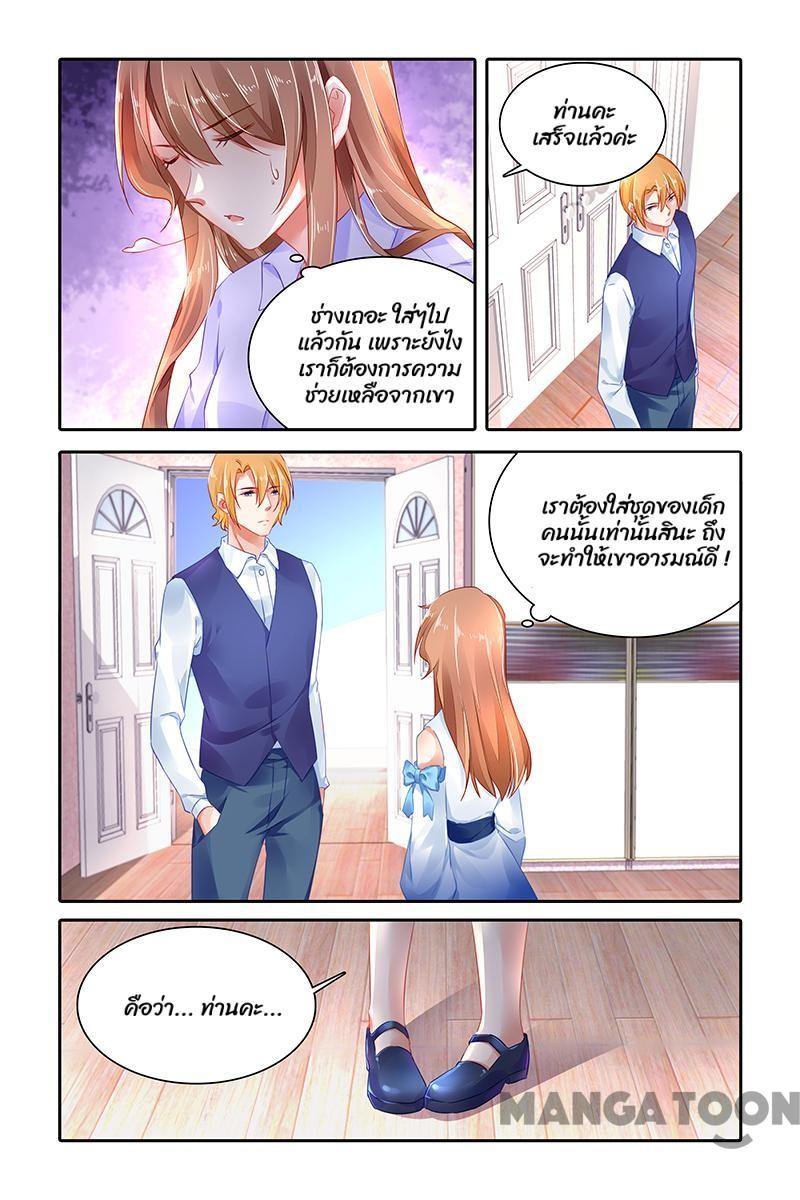 ช่างเถอะ ใส่ๆไป
แล้วกัน เพราะยังไง
เราก็ต้องการความ
ช่วยเหลือจากเขา
ท่านคะ
เสร็จแล้วค่ะ
เราต้องใส่ชุดของเด็ก
คนนั้นเท่านั้นสินะ ถึง
จะทำให้เขาอารมณ์ดี !
คือว่า... ท่านคะ...
MANGATOON